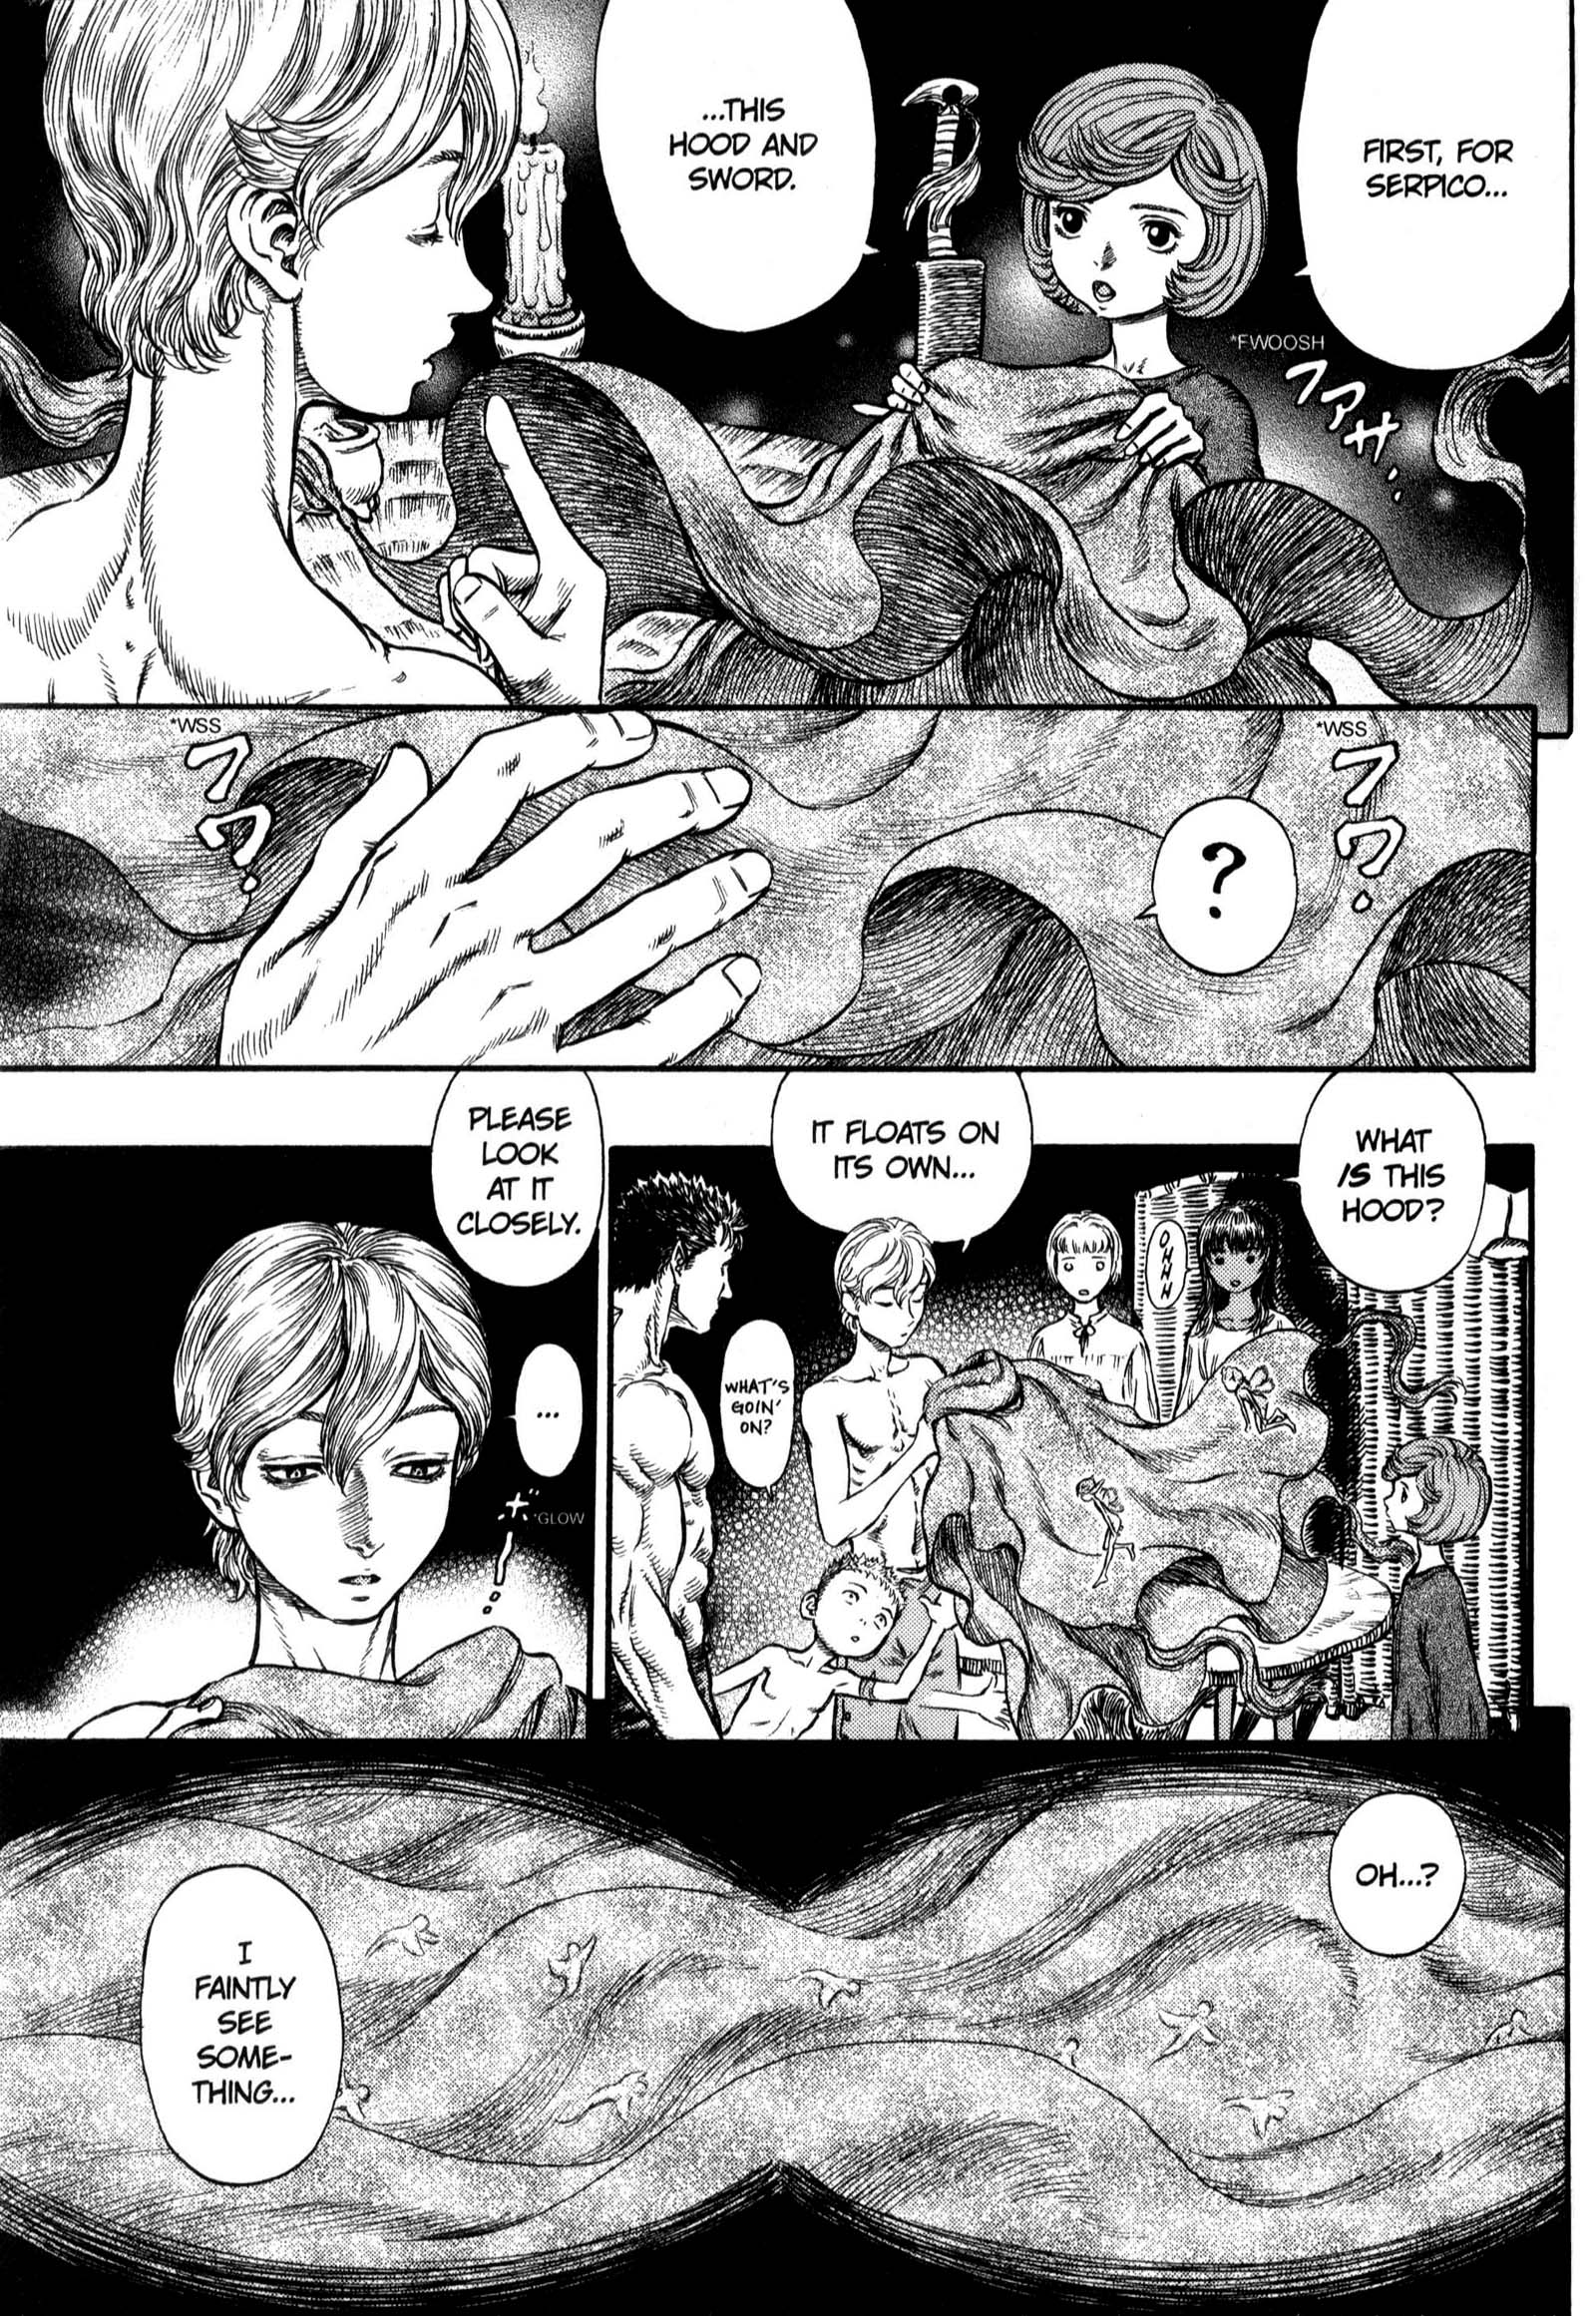 FIRST, FOR
SERPICO...
...THIS
HOOD AND
SWORD.
*FWOOSH
ファサ・・
*WSS
フワ
?
*WSS
フワ
WHAT
IS THIS
HOOD?
OHHH
IT FLOATS ON
ITS OWN...
WHAT'S
GOIN'
ON?
PLEASE
LOOK
AT IT
CLOSELY.
...
ボ
*GLOW
OH...?
I
FAINTLY
SEE
SOME-
THING...